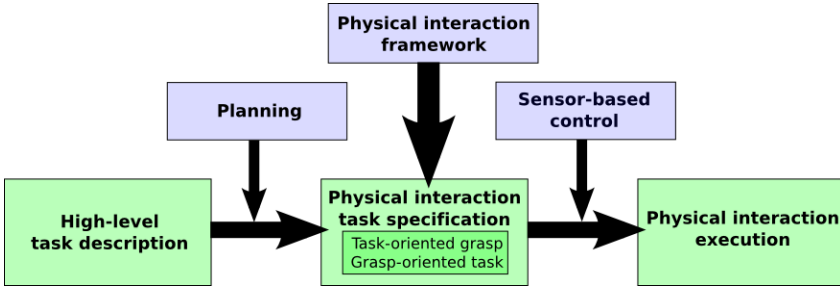 Physical interaction
framework
Planning
Sensor-based
control
High-level
task description
Physical interaction
task specification
Task-oriented grasp
Grasp-oriented task
Physical interaction
execution